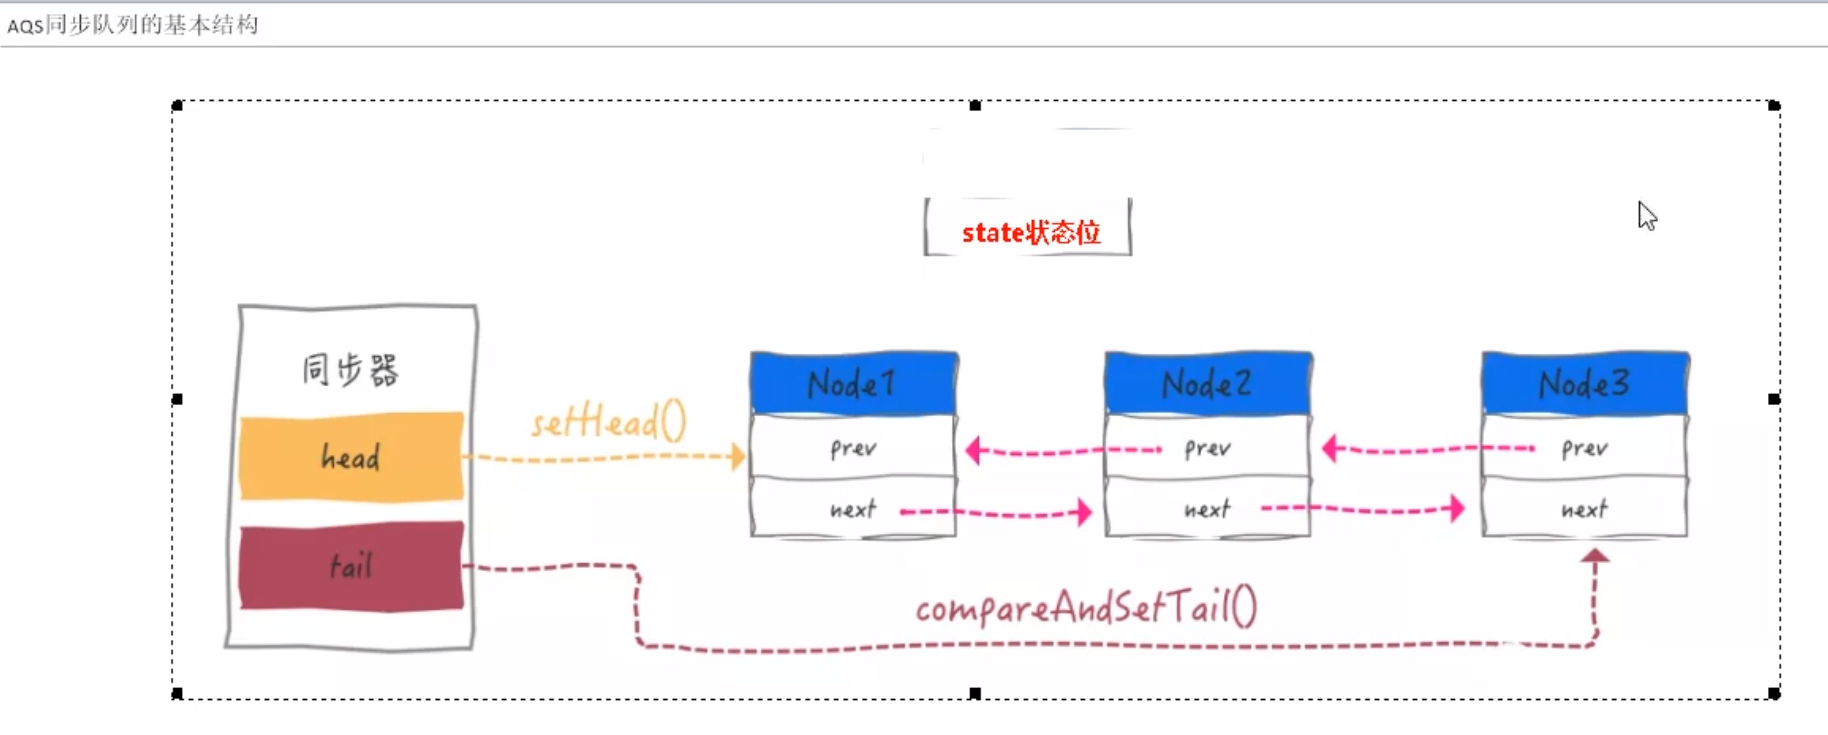 AQS同步队列的基本结构
state状态位
同步器
head
tail
setHead()
Node1
prev
next
Node2
prev
next
Node3
prev
next
compareAndSetTail()